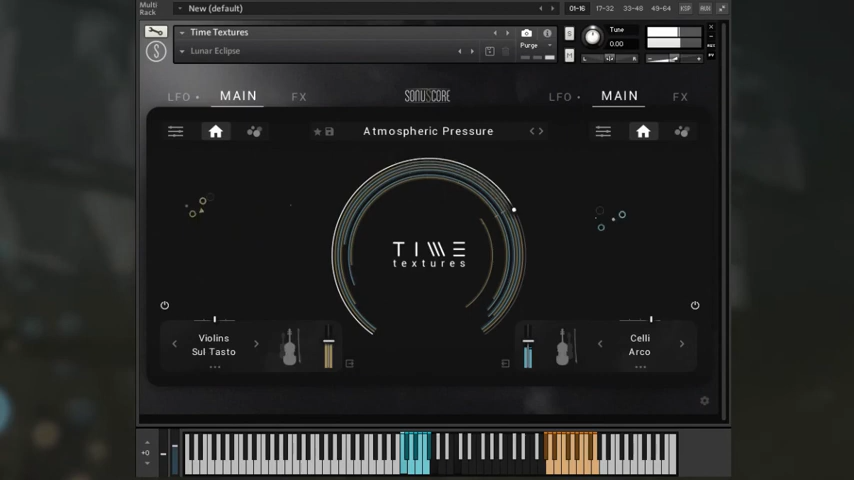 Multi
Rack
New (default)
01-16 17-32 33-48 49-64 KSP AUX
Time Textures
Purge
S
Tune
0.00
Lunar Eclipse
M
L R
LFO • MAIN FX
SONUSCORE
LFO • MAIN FX
Atmospheric Pressure
TIME
textures
Violins
Sul Tasto
Celli
Arco
+0